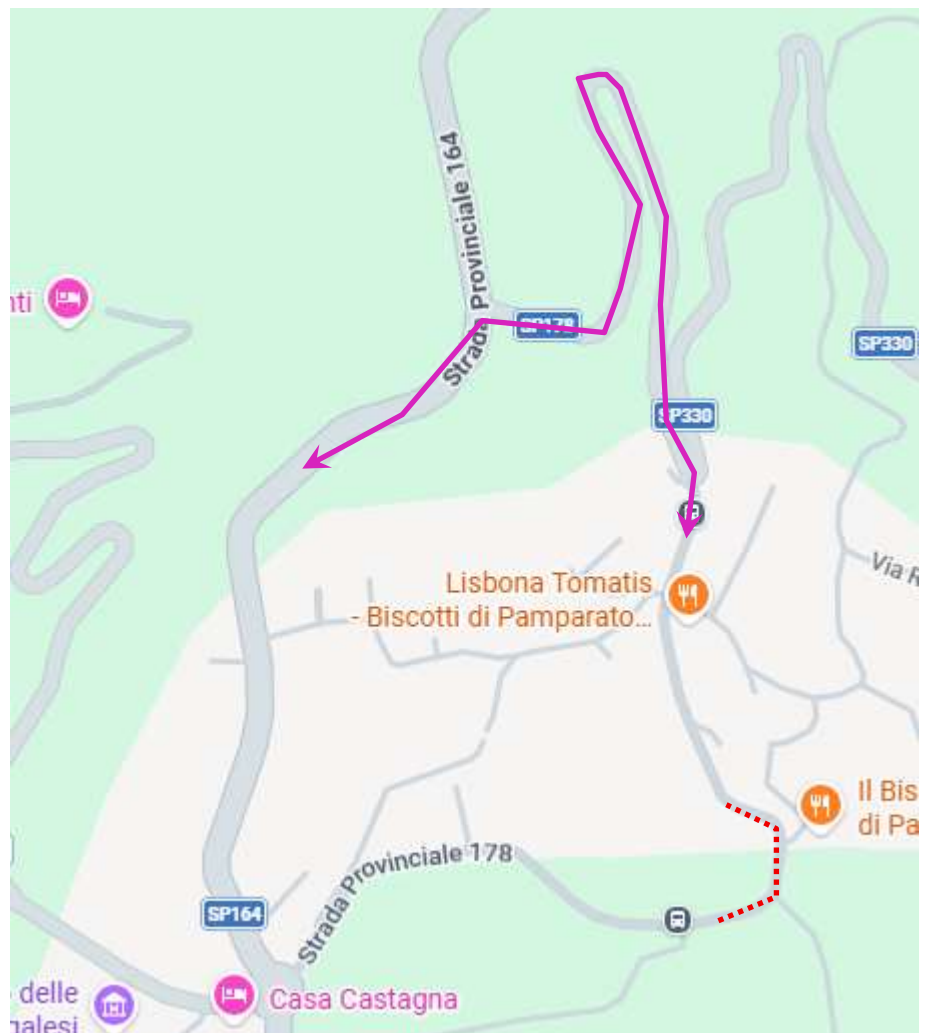 Strada Provinciale 164
nti
SP178
SP330
SP330
Lisbona Tomatis
- Biscotti di Pamparato...
Via R
Il Bis
di Pa
Strada Provinciale 178
SP164
Casa Castagna
delle
galesi